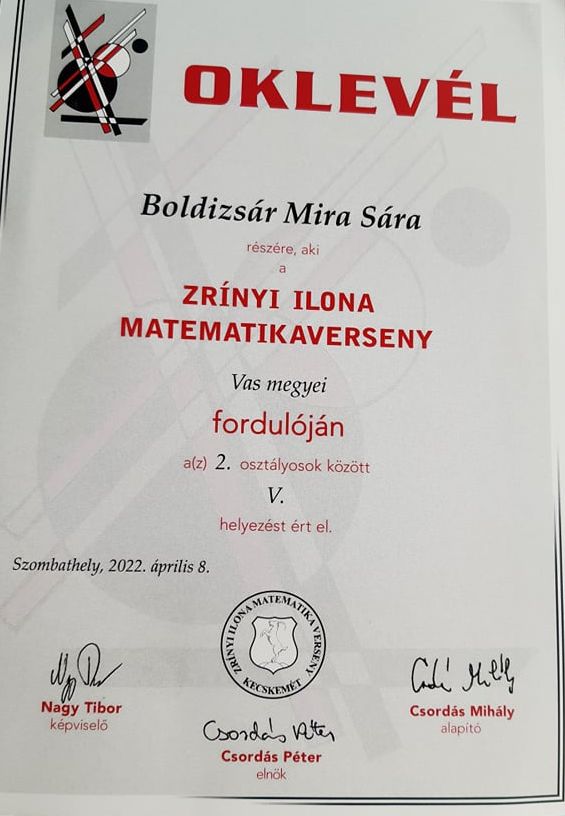 OKLEVÉL
Boldizsár Mira Sára
részére, aki
a
ZRÍNYI ILONA
MATEMATIKAVERSENY
Vas megyei
fordulóján
a(z) 2. osztályosok között
V.
helyezést ért el.
Szombathely, 2022. április 8.
ZRÍNYI ILONA MATEMATIKA VERSENY
KECSKEMÉT
Nagy Tibor
képviselő
Csordás Péter
Csordás Péter
elnök
Csordás Mihály
alapító